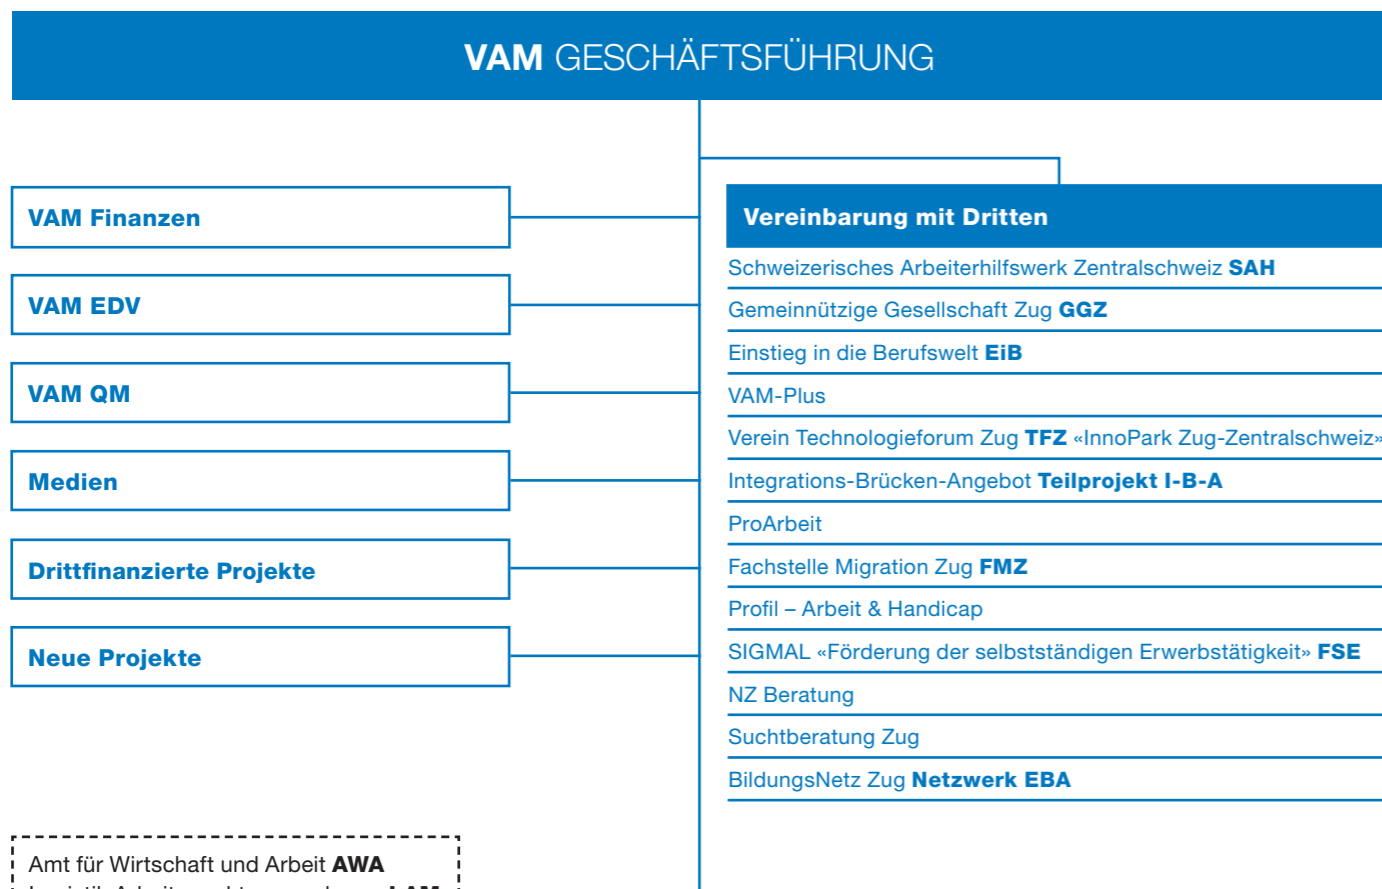 VAM GESCHÄFTSFÜHRUNG
VAM Finanzen
VAM EDV
VAM QM
Medien
Drittfinanzierte Projekte
Neue Projekte
Vereinbarung mit Dritten
Schweizerisches Arbeiterhilfswerk Zentralschweiz SAH
Gemeinnützige Gesellschaft Zug GGZ
Einstieg in die Berufswelt EiB
VAM-Plus
Verein Technologieforum Zug TFZ «InnoPark Zug-Zentralschweiz»
Integrations-Brücken-Angebot Teilprojekt I-B-A
ProArbeit
Fachstelle Migration Zug FMZ
Profil – Arbeit & Handicap
SIGMAL «Förderung der selbstständigen Erwerbstätigkeit» FSE
NZ Beratung
Suchtberatung Zug
BildungsNetz Zug Netzwerk EBA
Amt für Wirtschaft und Arbeit AWA